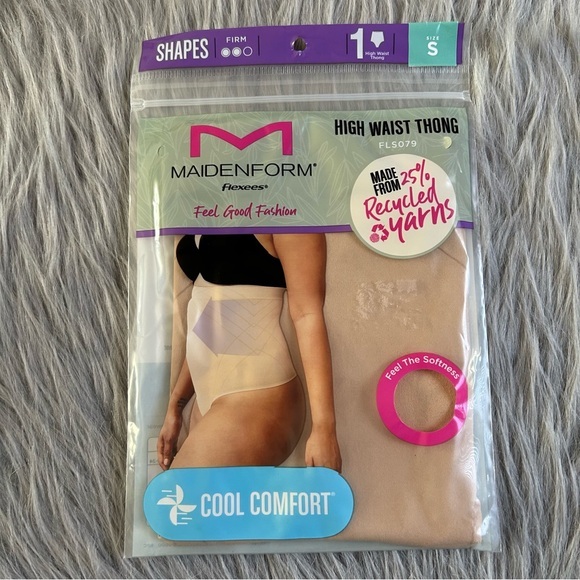 SHAPES
FIRM
1
High Waist
Thong
SIZE
S
MAIDENFORM®
flexees®
Feel Good Fashion
HIGH WAIST THONG
FLS079
MADE
FROM 25%
Recycled
yarns
Feel The Softness
COOL COMFORT®